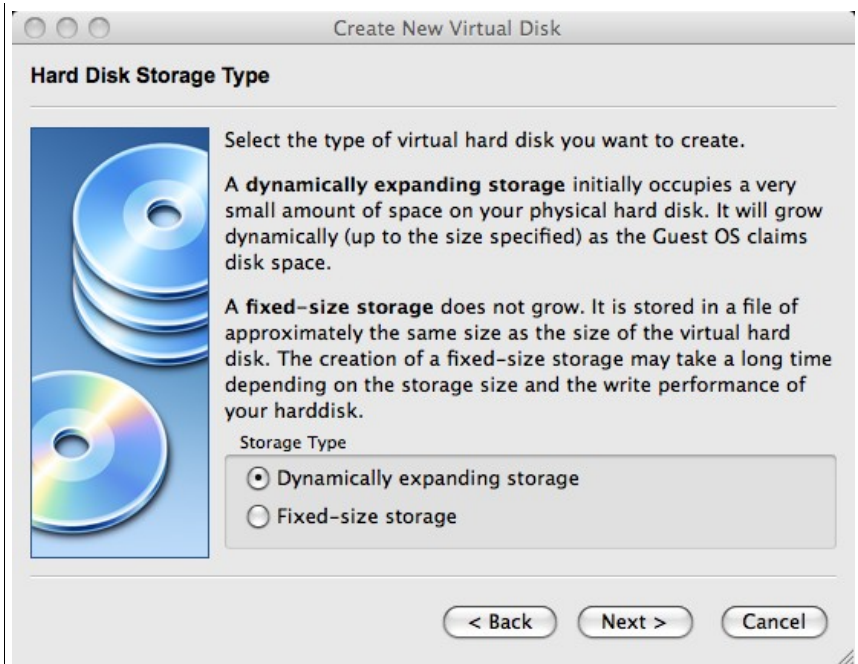 Create New Virtual Disk
Hard Disk Storage Type
Select the type of virtual hard disk you want to create.
A dynamically expanding storage initially occupies a very
small amount of space on your physical hard disk. It will grow
dynamically (up to the size specified) as the Guest OS claims
disk space.
A fixed-size storage does not grow. It is stored in a file of
approximately the same size as the size of the virtual hard
disk. The creation of a fixed-size storage may take a long time
depending on the storage size and the write performance of
your harddisk.
Storage Type
Dynamically expanding storage
Fixed-size storage
< Back
Next >
Cancel